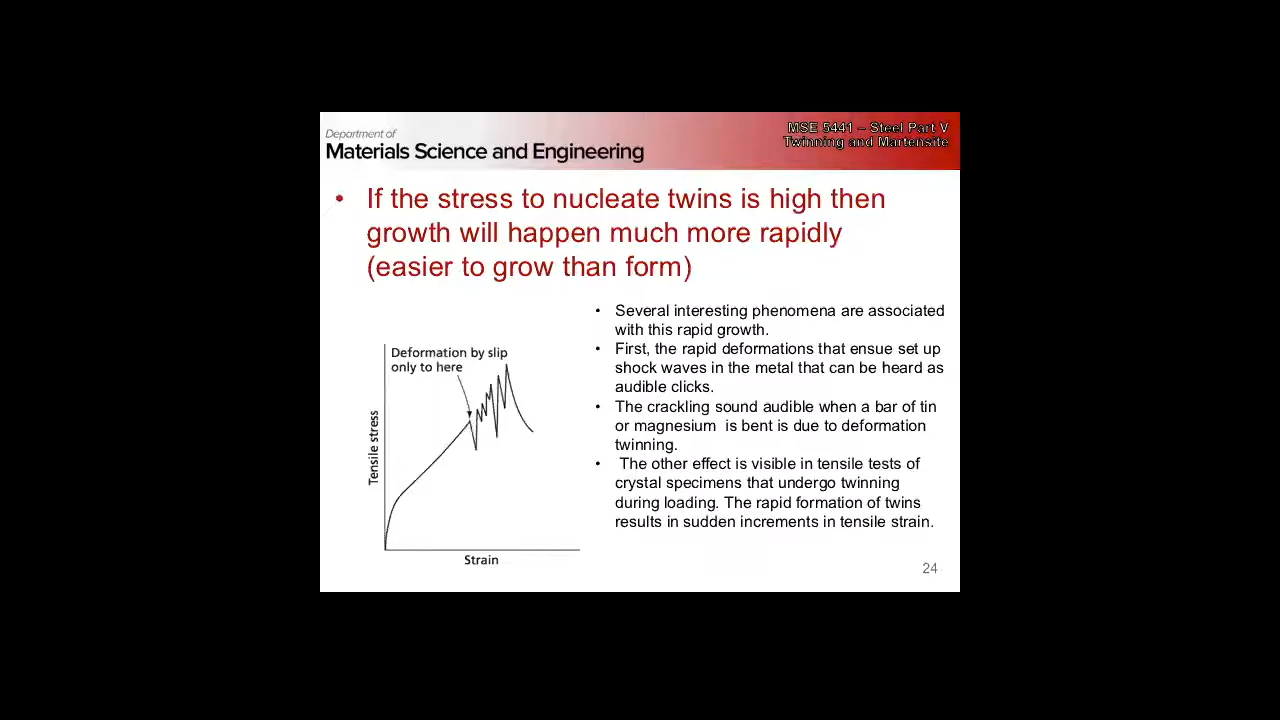 Department of
Materials Science and Engineering
MSE 5441 – Steel Part V
Twinning and Martensite
• If the stress to nucleate twins is high then
growth will happen much more rapidly
(easier to grow than form)
Deformation by slip
only to here
Tensile stress
Strain
• Several interesting phenomena are associated
with this rapid growth.
• First, the rapid deformations that ensue set up
shock waves in the metal that can be heard as
audible clicks.
• The crackling sound audible when a bar of tin
or magnesium is bent is due to deformation
twinning.
• The other effect is visible in tensile tests of
crystal specimens that undergo twinning
during loading. The rapid formation of twins
results in sudden increments in tensile strain.
24